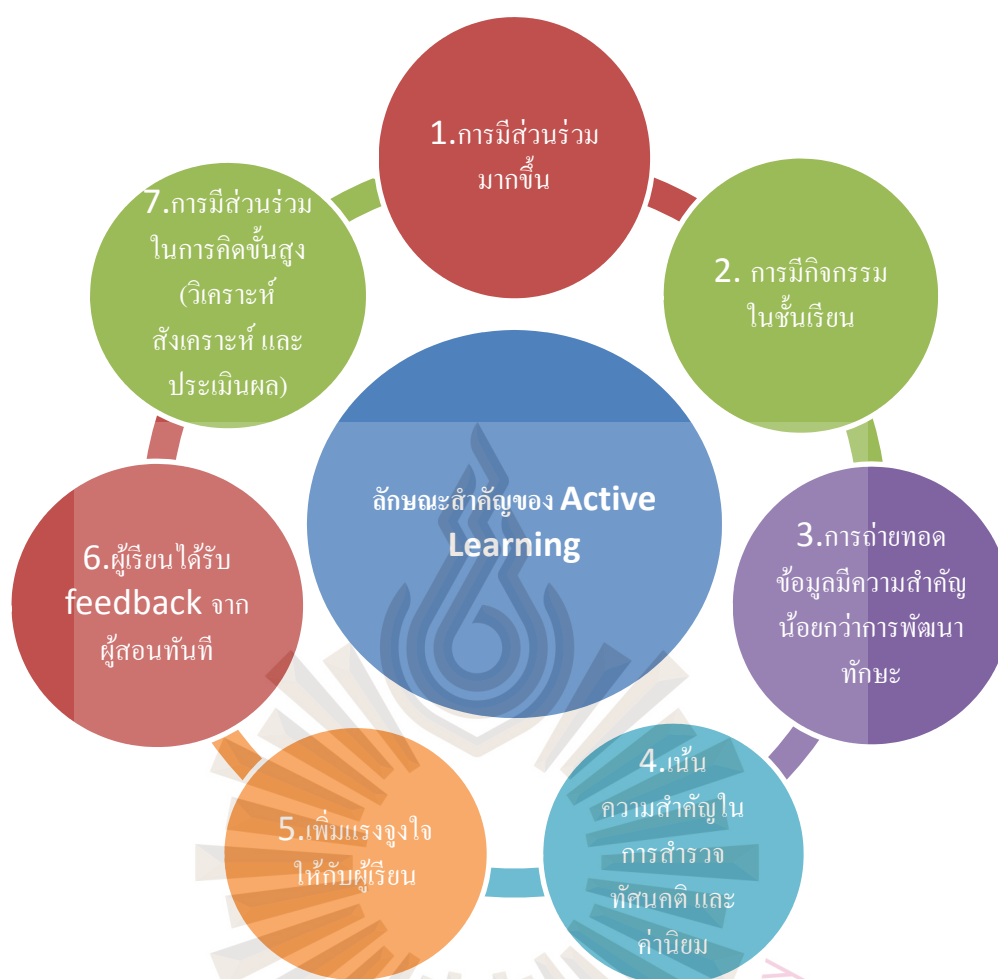 1.การมีส่วนร่วม
มากขึ้น
2. การมีกิจกรรม
ในชั้นเรียน
3.การถ่ายทอด
ข้อมูลมีความสำคัญ
น้อยกว่าการพัฒนา
ทักษะ
4.เน้น
ความสำคัญใน
การสำรวจ
ทัศนคติ และ
ค่านิยม
5.เพิ่มแรงจูงใจ
ให้กับผู้เรียน
6.ผู้เรียนได้รับ
feedback จาก
ผู้สอนทันที
7.การมีส่วนร่วม
ในการคิดขั้นสูง
(วิเคราะห์
สังเคราะห์ และ
ประเมินผล)
ลักษณะสำคัญของ Active
Learning